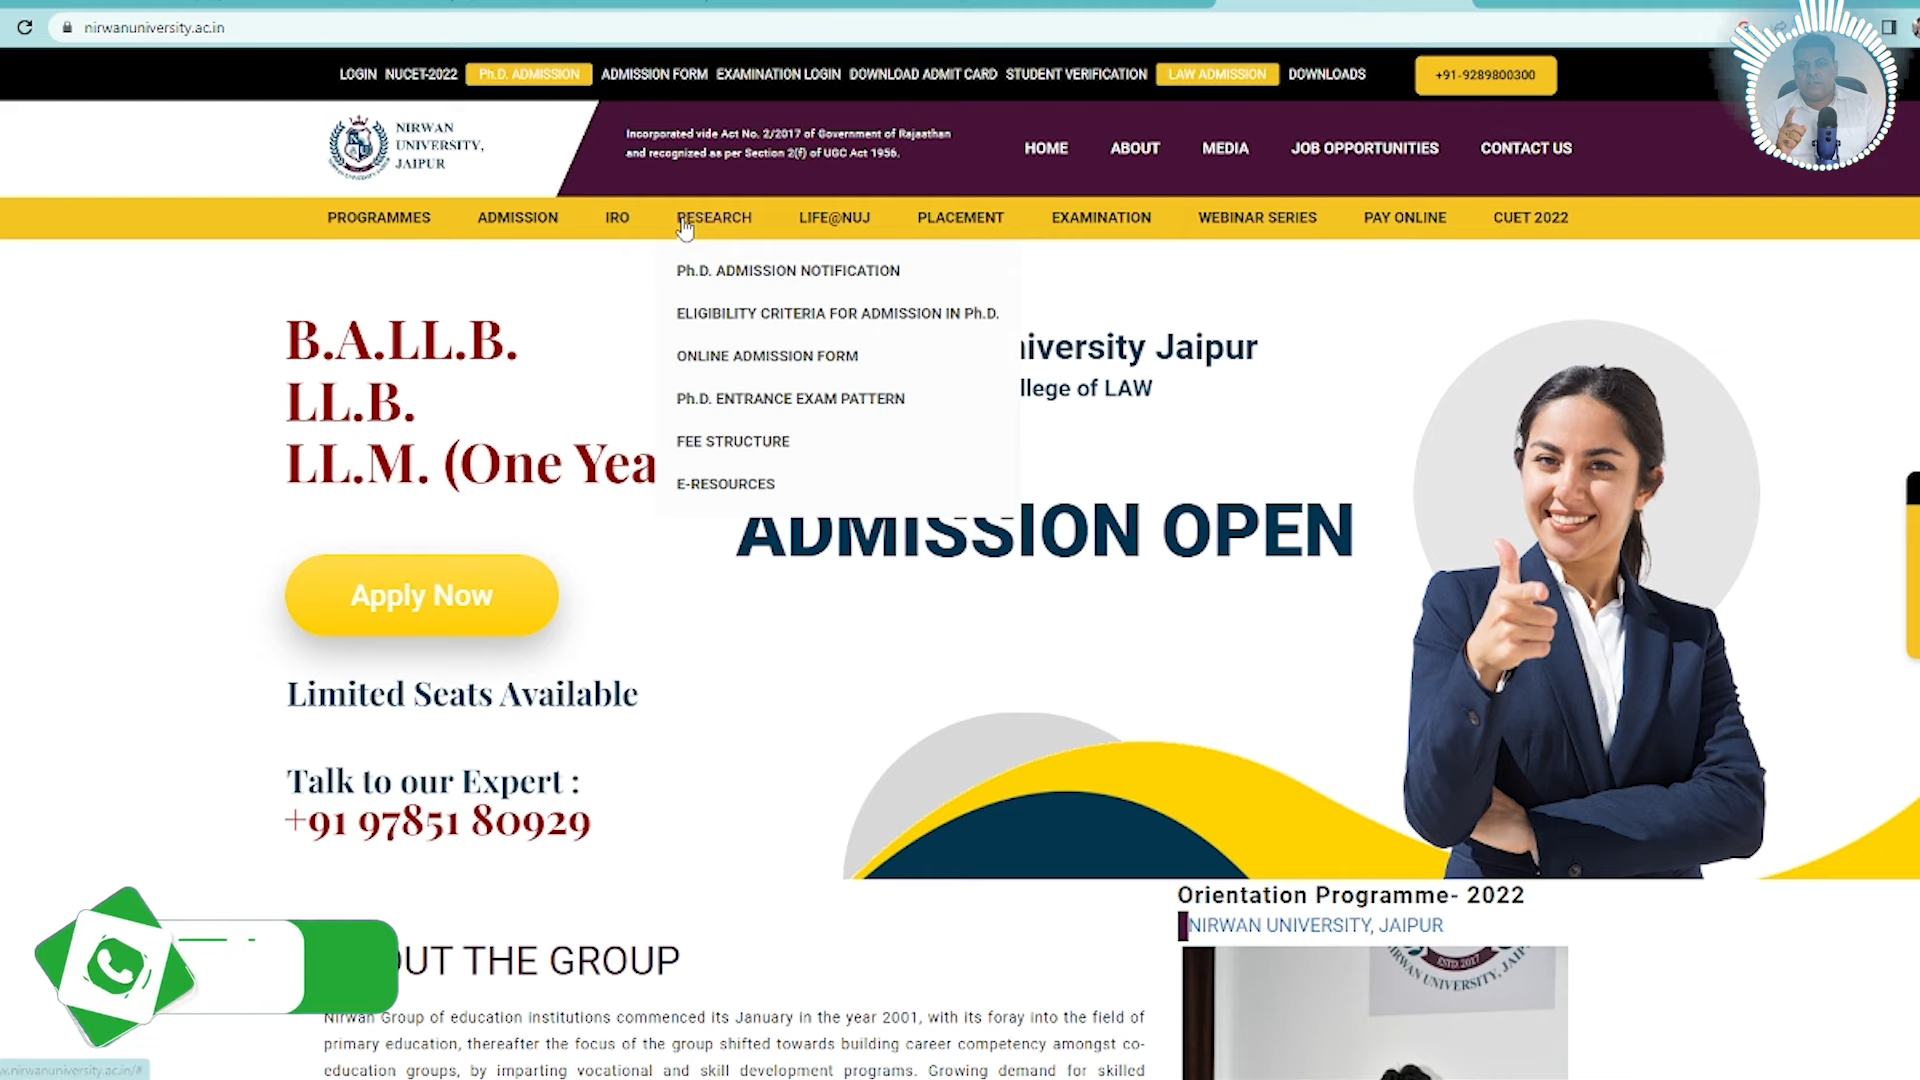 nirwanuniversity.ac.in
LOGIN NUCET-2022 Ph.D. ADMISSION ADMISSION FORM EXAMINATION LOGIN DOWNLOAD ADMIT CARD STUDENT VERIFICATION LAW ADMISSION DOWNLOADS +91-9289800300
NIRWAN
UNIVERSITY,
JAIPUR
Incorporated vide Act No. 2/2017 of Government of Rajasthan
and recognized as per Section 2(f) of UGC Act 1956.
HOME ABOUT MEDIA JOB OPPORTUNITIES CONTACT US
PROGRAMMES ADMISSION IRO RESEARCH LIFE@NUJ PLACEMENT EXAMINATION WEBINAR SERIES PAY ONLINE CUET 2022
Ph.D. ADMISSION NOTIFICATION
ELIGIBILITY CRITERIA FOR ADMISSION IN Ph.D.
ONLINE ADMISSION FORM
Ph.D. ENTRANCE EXAM PATTERN
FEE STRUCTURE
E-RESOURCES
B.A.LL.B.
LL.B.
LL.M. (One Yea
iversity Jaipur
llege of LAW
ADMISSION OPEN
Apply Now
Limited Seats Available
Talk to our Expert :
+91 97851 80929
Orientation Programme- 2022
NIRWAN UNIVERSITY, JAIPUR
ESTD. 2017
OUT THE GROUP
Nirwan Group of education institutions commenced its January in the year 2001, with its foray into the field of
primary education, thereafter the focus of the group shifted towards building career competency amongst co-
education groups, by imparting vocational and skill development programs. Growing demand for skilled
w.nirwanuniversity.ac.in/#